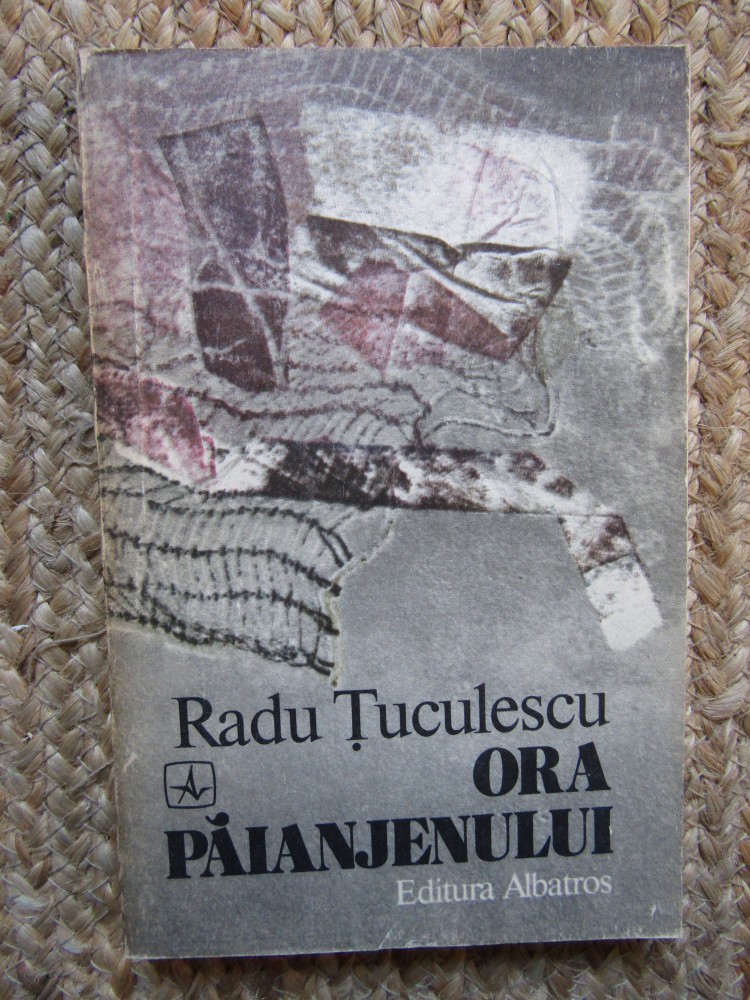 Radu Țuculescu
ORA
PĂIANJENULUI
Editura Albatros